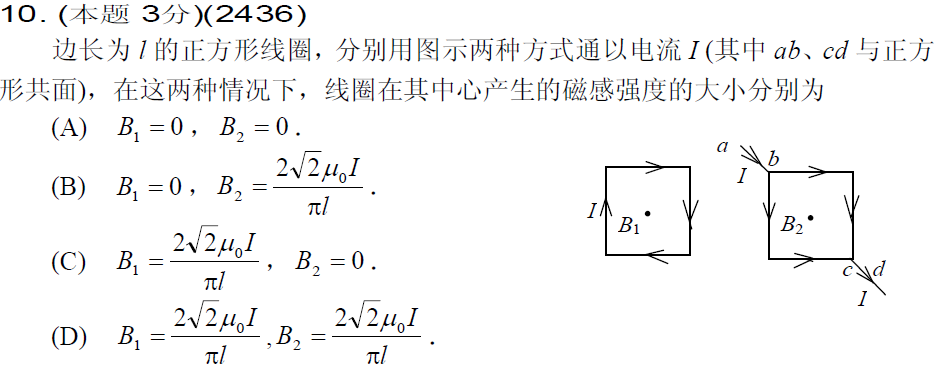 10. (本题 3分)(2436)
边长为 l 的正方形线圈，分别用图示两种方式通以电流 I (其中 ab、cd 与正方
形共面)，在这两种情况下，线圈在其中心产生的磁感强度的大小分别为
(A) B₁ = 0， B₂ = 0．
(B) B₁ = 0， B₂ = 2√2μ₀I / πl．
(C) B₁ = 2√2μ₀I / πl， B₂ = 0．
(D) B₁ = 2√2μ₀I / πl, B₂ = 2√2μ₀I / πl．
I B₁
a b
I
B₂
c d
I